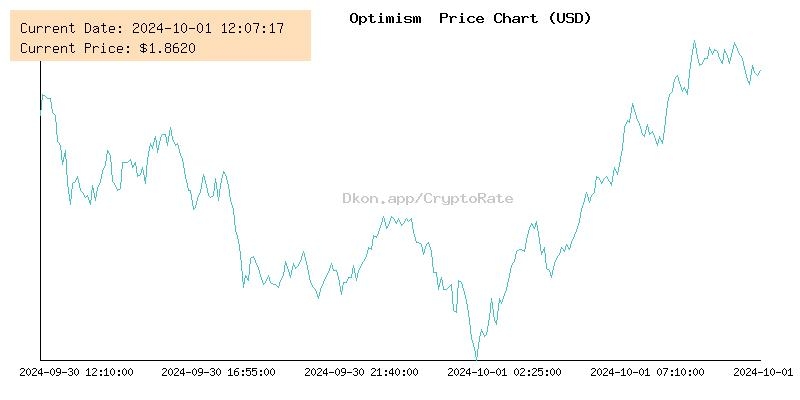 Optimism Price Chart (USD)
Current Date: 2024-10-01 12:07:17
Current Price: $1.8620
Dkon.app/CryptoRate
2024-09-30 12:10:00 2024-09-30 16:55:00 2024-09-30 21:40:00 2024-10-01 02:25:00 2024-10-01 07:10:00 2024-10-01